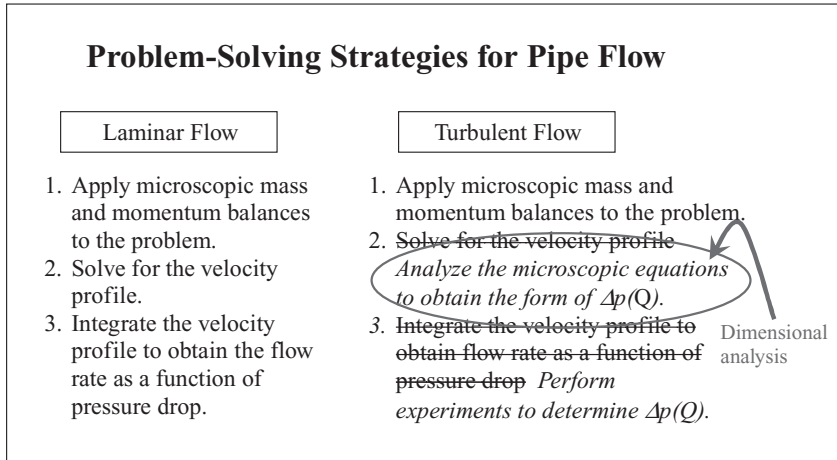 Problem-Solving Strategies for Pipe Flow
Laminar Flow
1. Apply microscopic mass
and momentum balances
to the problem.
2. Solve for the velocity
profile.
3. Integrate the velocity
profile to obtain the flow
rate as a function of
pressure drop.
Turbulent Flow
1. Apply microscopic mass and
momentum balances to the problem.
2. Solve for the velocity profile
Analyze the microscopic equations
to obtain the form of Δp(Q).
3. Integrate the velocity profile to
obtain flow rate as a function of
pressure drop Perform
experiments to determine Δp(Q).
Dimensional
analysis